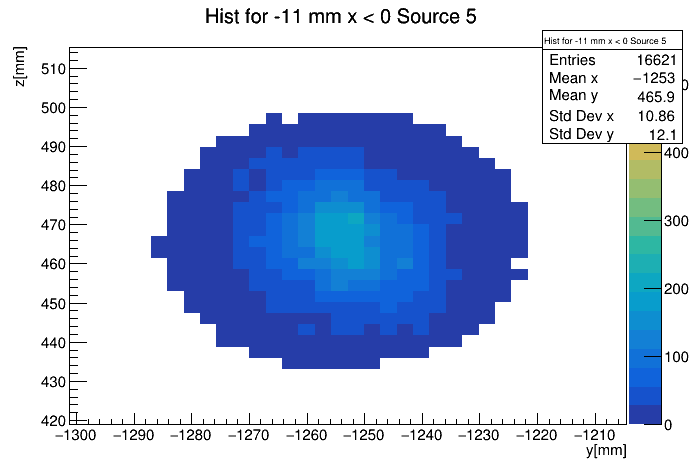 Hist for -11 mm x < 0 Source 5
Hist for -11 mm x < 0 Source 5
Entries 16621
Mean x −1253
Mean y 465.9
Std Dev x 10.86
Std Dev y 12.1
z[mm]
510
500
490
480
470
460
450
440
430
420
−1300 −1290 −1280 −1270 −1260 −1250 −1240 −1230 −1220 −1210
y[mm]
0
400
300
200
100
0